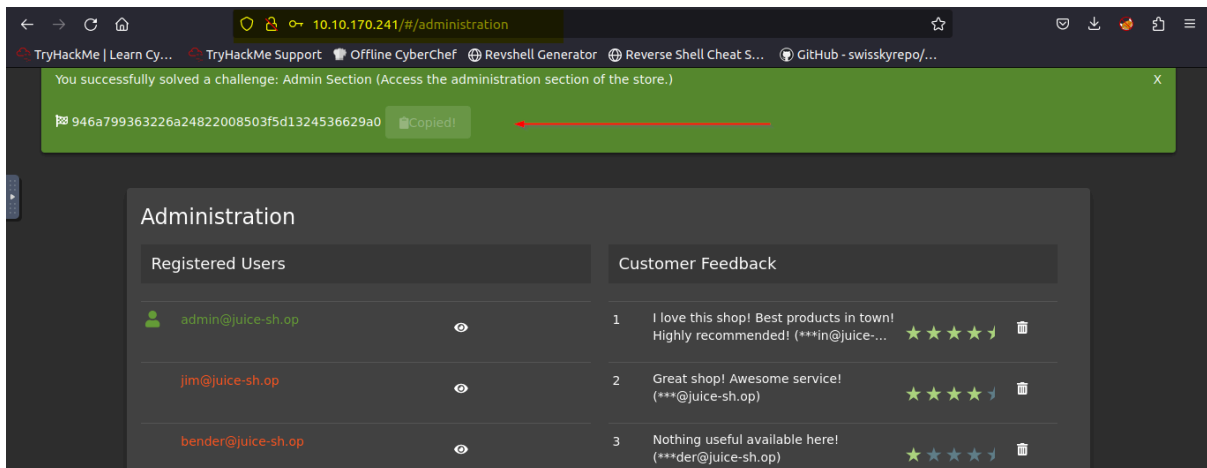 10.10.170.241/#/administration
TryHackMe | Learn Cy... TryHackMe Support Offline CyberChef Revshell Generator Reverse Shell Cheat S... GitHub - swisskyrepo/...
You successfully solved a challenge: Admin Section (Access the administration section of the store.) X
946a799363226a24822008503f5d1324536629a0 Copied!
Administration
Registered Users
Customer Feedback
admin@juice-sh.op
1 I love this shop! Best products in town!
Highly recommended! (***in@juice-...
jim@juice-sh.op
2 Great shop! Awesome service!
(***@juice-sh.op)
bender@juice-sh.op
3 Nothing useful available here!
(***der@juice-sh.op)